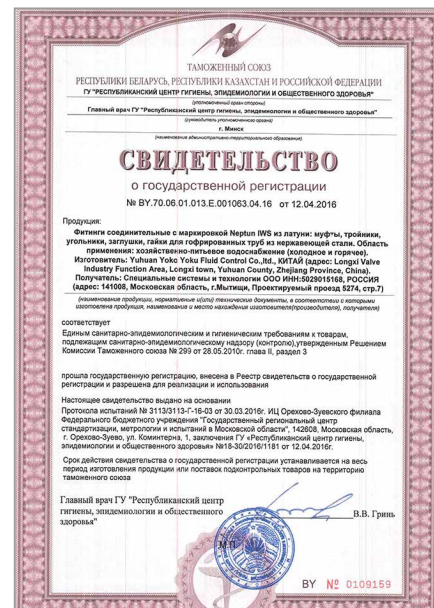 ТАМОЖЕННЫЙ СОЮЗ
РЕСПУБЛИКИ БЕЛАРУСЬ, РЕСПУБЛИКИ КАЗАХСТАН И РОССИЙСКОЙ ФЕДЕРАЦИИ
ГУ "РЕСПУБЛИКАНСКИЙ ЦЕНТР ГИГИЕНЫ, ЭПИДЕМИОЛОГИИ И ОБЩЕСТВЕННОГО ЗДОРОВЬЯ"
(уполномоченный орган стороны)
Главный врач ГУ "Республиканский центр гигиены, эпидемиологии и общественного здоровья"
(руководитель уполномоченного органа)
г. Минск
(наименование административно-территориального образования)
СВИДЕТЕЛЬСТВО
о государственной регистрации
№ BY.70.06.01.013.E.001063.04.16 от 12.04.2016
Продукция:
Фитинги соединительные с маркировкой Neptun IWS из латуни: муфты, тройники,
угольники, заглушки, гайки для гофрированных труб из нержавеющей стали. Область
применения: хозяйственно-питьевое водоснабжение (холодное и горячее).
Изготовитель: Yuhuan Yoko Yoku Fluid Control Co.,ltd., КИТАЙ (адрес: Longxi Valve
Industry Function Area, Longxi town, Yuhuan County, Zhejiang Province, China).
Получатель: Специальные системы и технологии ООО ИНН:5029015168, РОССИЯ
(адрес: 141008, Московская область, г.Мытищи, Проектируемый проезд 5274, стр.7)
(наименование продукции, нормативные и(или) технические документы, в соответствии с которыми
изготовлена продукция, наименование и место нахождения изготовителя(производителя), получателя)
соответствует
Единым санитарно-эпидемиологическим и гигиеническим требованиям к товарам,
подлежащим санитарно-эпидемиологическому надзору (контролю),утвержденным Решением
Комиссии Таможенного союза № 299 от 28.05.2010г. глава II, раздел 3
прошла государственную регистрацию, внесена в Реестр свидетельств о государственной
регистрации и разрешена для реализации и использования
Настоящее свидетельство выдано на основании
Протокола испытаний № 3113/3113-Г-16-03 от 30.03.2016г. ИЦ Орехово-Зуевского филиала
Федерального бюджетного учреждения "Государственный региональный центр
стандартизации, метрологии и испытаний в Московской области", 142608, Московская область,
г. Орехово-Зуево, ул. Коминтерна, 1, заключения ГУ «Республиканский центр гигиены,
эпидемиологии и общественного здоровья» №18-30/2016/1181 от 12.04.2016г.
Срок действия свидетельства о государственной регистрации устанавливается на весь
период изготовления продукции или поставок подконтрольных товаров на территорию
таможенного союза
Главный врач ГУ "Республиканский центр
гигиены, эпидемиологии и общественного
здоровья"
В.В. Гринь
М.П.
BY № 0109159